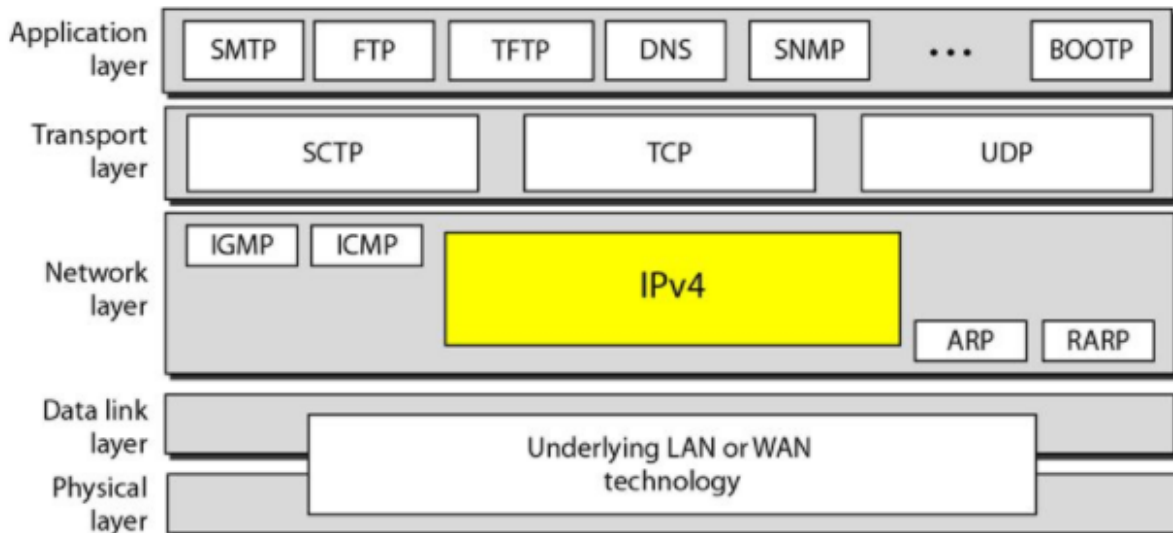 Application
layer
SMTP FTP TFTP DNS SNMP ... BOOTP
Transport
layer
SCTP TCP UDP
Network
layer
IGMP ICMP
IPv4
ARP RARP
Data link
layer
Underlying LAN or WAN
technology
Physical
layer